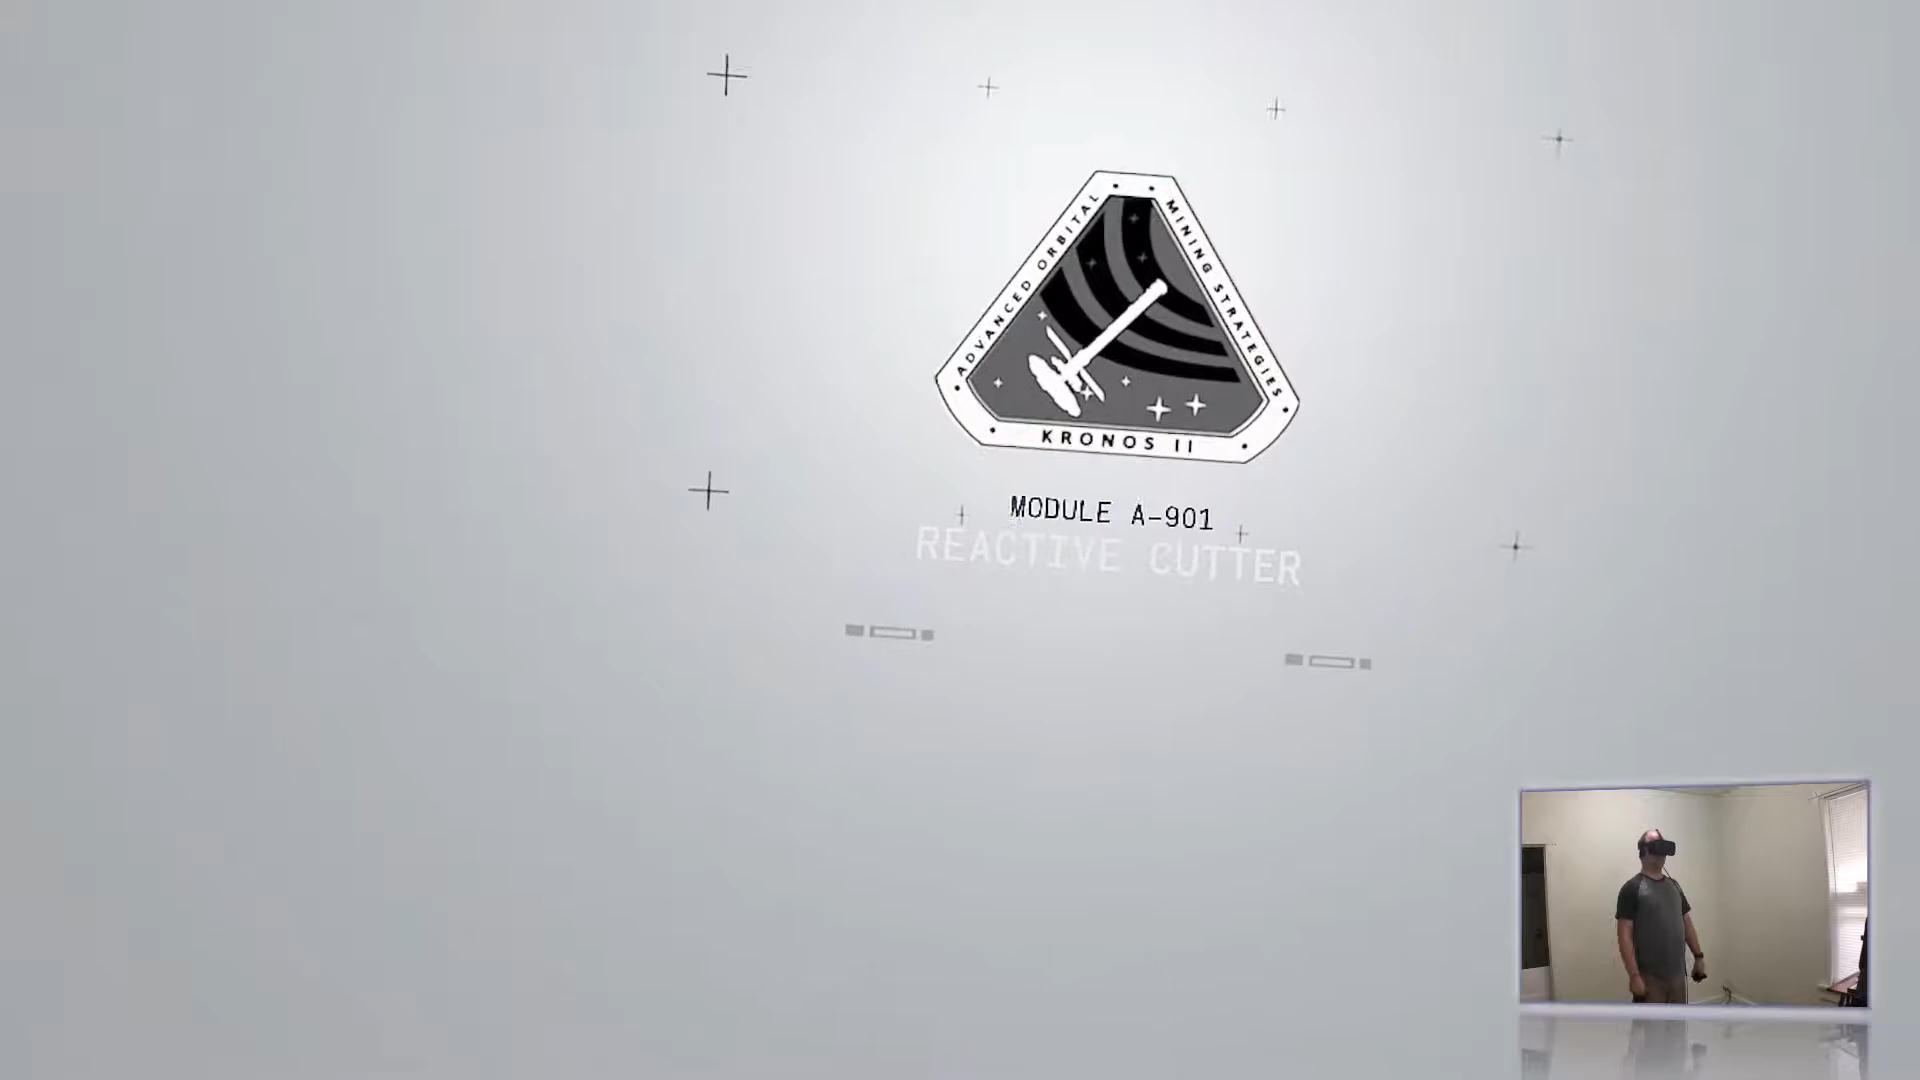 ADVANCED ORBITAL
MINING STRATEGIES
KRONOS II
MODULE A-901
REACTIVE CUTTER